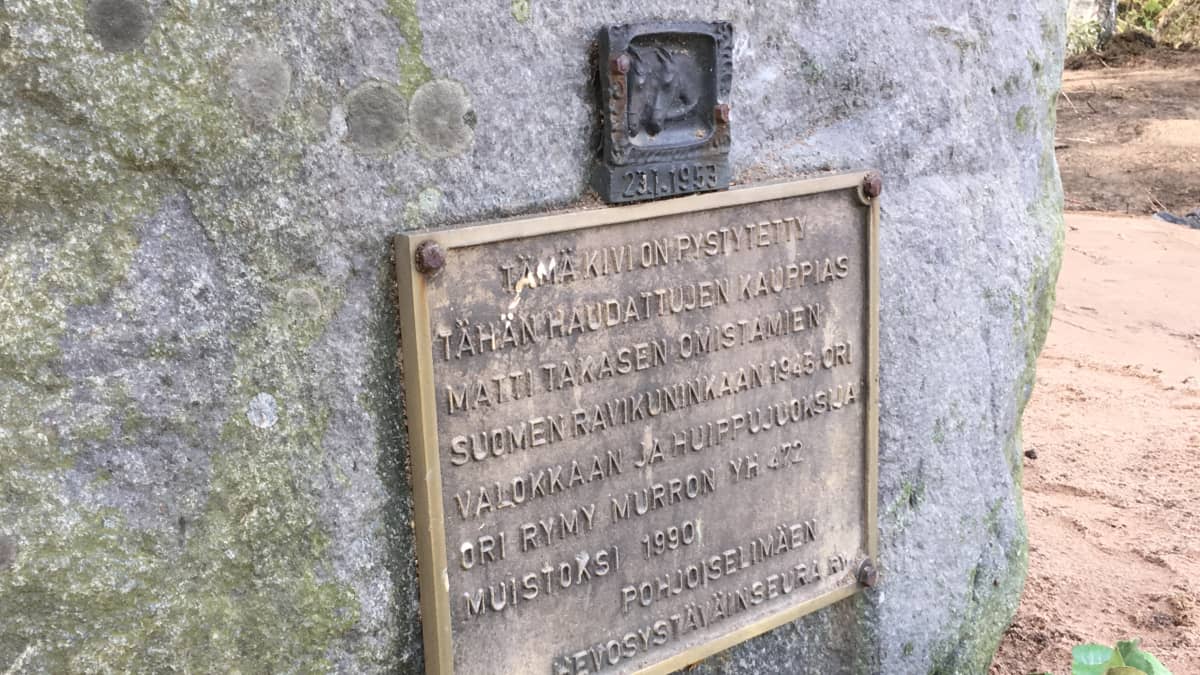 23.1.1953
TÄMÄ KIVI ON PYSTYTETTY
TÄHÄN HAUDATTUJEN KAUPPIAS
MATTI TAKASEN OMISTAMIEN
SUOMEN RAVIKUNINKAAN 1945 ORI
VALOKKAAN JA HUIPPUJUOKSIJA
ORI RYMY MURRON YH 472
MUISTOKSI 1990
POHJOISELIMÄEN
HEVOSYSTÄVÄINSEURA RY